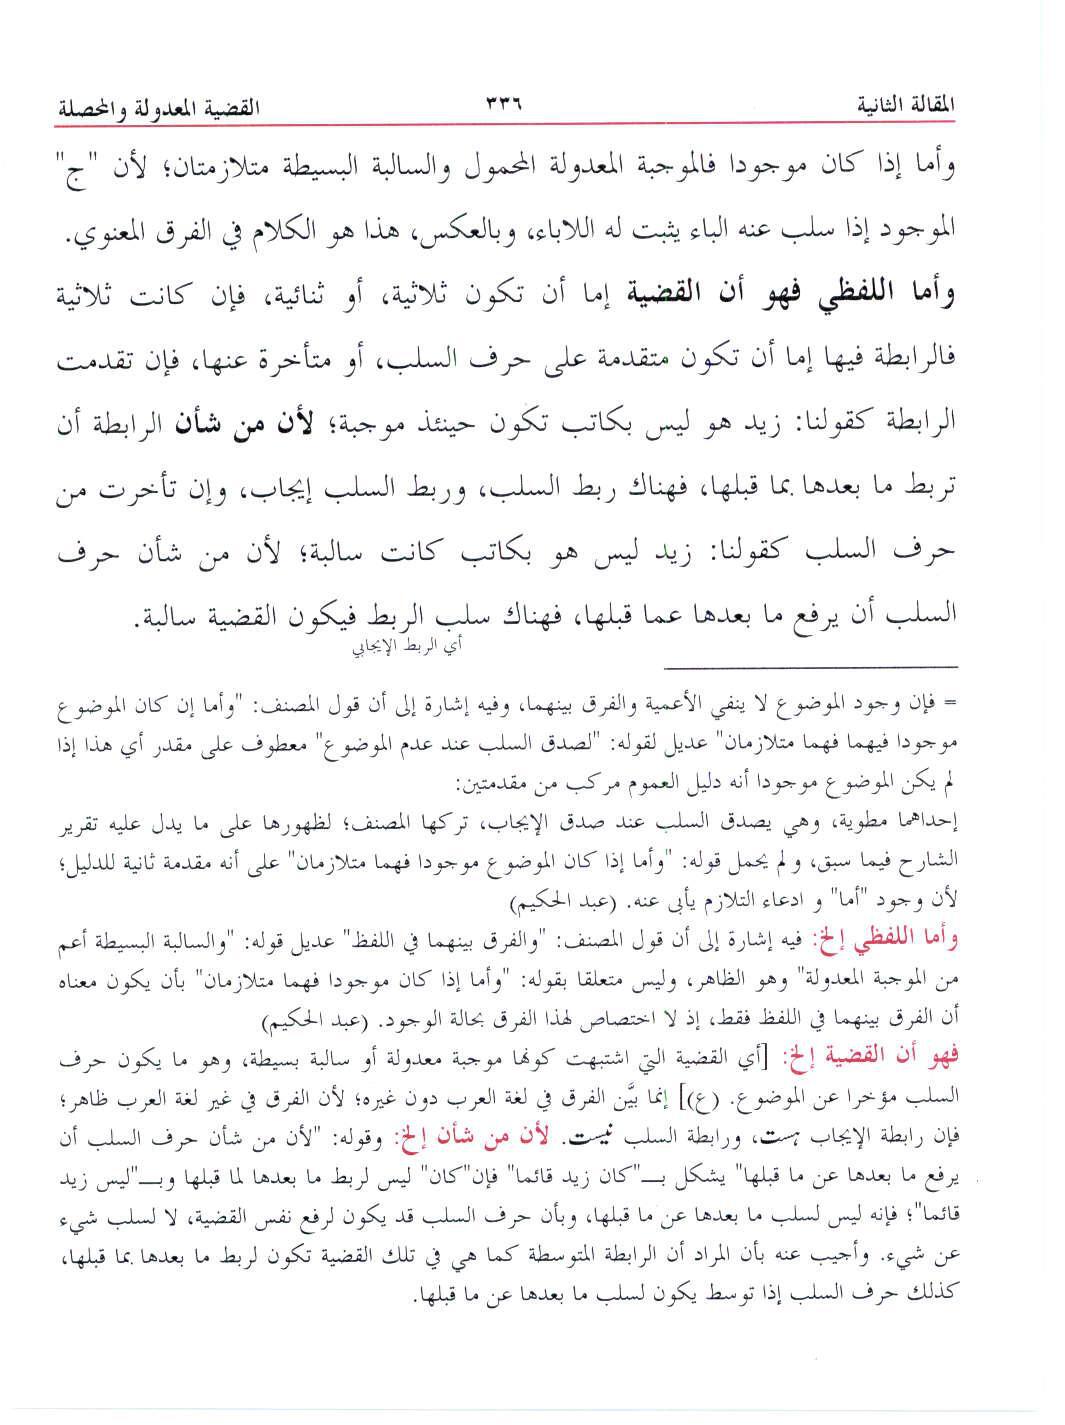 المقالة الثانية ٣٣٦ القضية المعدولة والمحصلة
وأما إذا كان موجودا فالموجبة المعدولة المحمول والسالبة البسيطة متلازمتان؛ لأن "ج"
الموجود إذا سلب عنه الباء يثبت له اللاباء، وبالعكس، هذا هو الكلام في الفرق المعنوي.
وأما اللفظي فهو أن القضية إما أن تكون ثلاثية، أو ثنائية، فإن كانت ثلاثية
فالرابطة فيها إما أن تكون متقدمة على حرف السلب، أو متأخرة عنها، فإن تقدمت
الرابطة كقولنا: زيد هو ليس بكاتب تكون حينئذ موجبة؛ لأن من شأن الرابطة أن
تربط ما بعدها بما قبلها، فهناك ربط السلب، وربط السلب إيجاب، وإن تأخرت من
حرف السلب كقولنا: زيد ليس هو بكاتب كانت سالبة؛ لأن من شأن حرف
السلب أن يرفع ما بعدها عما قبلها، فهناك سلب الربط فيكون القضية سالبة.
أي الربط الإيجابي
= فإن وجود الموضوع لا ينفي الأعمية والفرق بينهما، وفيه إشارة إلى أن قول المصنف: "وأما إن كان الموضوع
موجودا فيهما فهما متلازمان" عديل لقوله: "لصدق السلب عند عدم الموضوع" معطوف على مقدر أي هذا إذا
لم يكن الموضوع موجودا أنه دليل العموم مركب من مقدمتين:
إحداهما مطوية، وهي يصدق السلب عند صدق الإيجاب، تركها المصنف؛ لظهورها على ما يدل عليه تقرير
الشارح فيما سبق، و لم يحمل قوله: "وأما إذا كان الموضوع موجودا فهما متلازمان" على أنه مقدمة ثانية للدليل؛
لأن وجود "أما" و ادعاء التلازم يأبى عنه. (عبد الحكيم)
وأما اللفظي إلخ: فيه إشارة إلى أن قول المصنف: "والفرق بينهما في اللفظ" عديل قوله: "والسالبة البسيطة أعم
من الموجبة المعدولة" وهو الظاهر، وليس متعلقا بقوله: "وأما إذا كان موجودا فهما متلازمان" بأن يكون معناه
أن الفرق بينهما في اللفظ فقط، إذ لا اختصاص لهذا الفرق بحالة الوجود. (عبد الحكيم)
فهو أن القضية إلخ: [أي القضية التي اشتبهت كونها موجبة معدولة أو سالبة بسيطة، وهو ما يكون حرف
السلب مؤخرا عن الموضوع. (ع)] إنما بيَّن الفرق في لغة العرب دون غيره؛ لأن الفرق في غير لغة العرب ظاهر؛
فإن رابطة الإيجاب ہست، ورابطة السلب نیست. لأن من شأن إلخ: وقوله: "لأن من شأن حرف السلب أن
يرفع ما بعدها عن ما قبلها" يشكل بـ"كان زيد قائما" فإن"كان" ليس لربط ما بعدها لما قبلها وبـ"ليس زيد
قائما"؛ فإنه ليس لسلب ما بعدها عن ما قبلها، وبأن حرف السلب قد يكون لرفع نفس القضية، لا لسلب شيء
عن شيء. وأجيب عنه بأن المراد أن الرابطة المتوسطة كما هي في تلك القضية تكون لربط ما بعدها بما قبلها،
كذلك حرف السلب إذا توسط يكون لسلب ما بعدها عن ما قبلها.